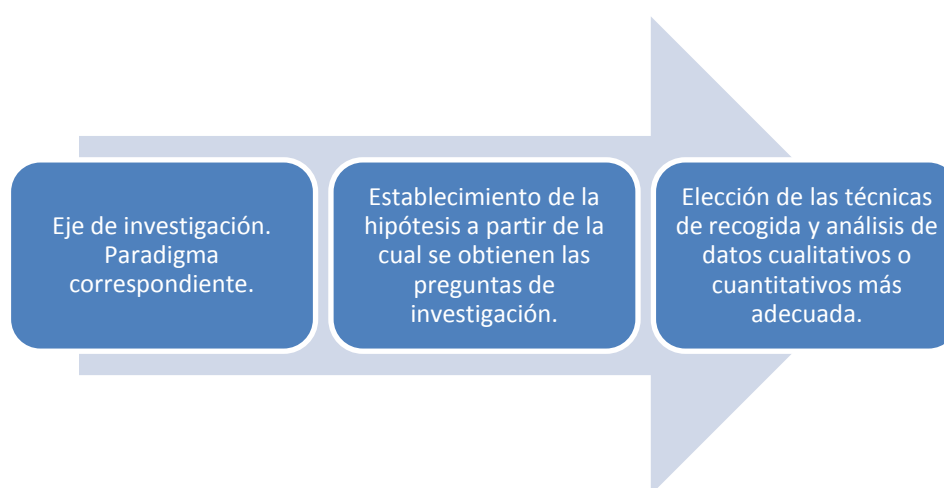 Eje de investigación.
Paradigma
correspondiente.
Establecimiento de la
hipótesis a partir de la
cual se obtienen las
preguntas de
investigación.
Elección de las técnicas
de recogida y análisis de
datos cualitativos o
cuantitativos más
adecuada.